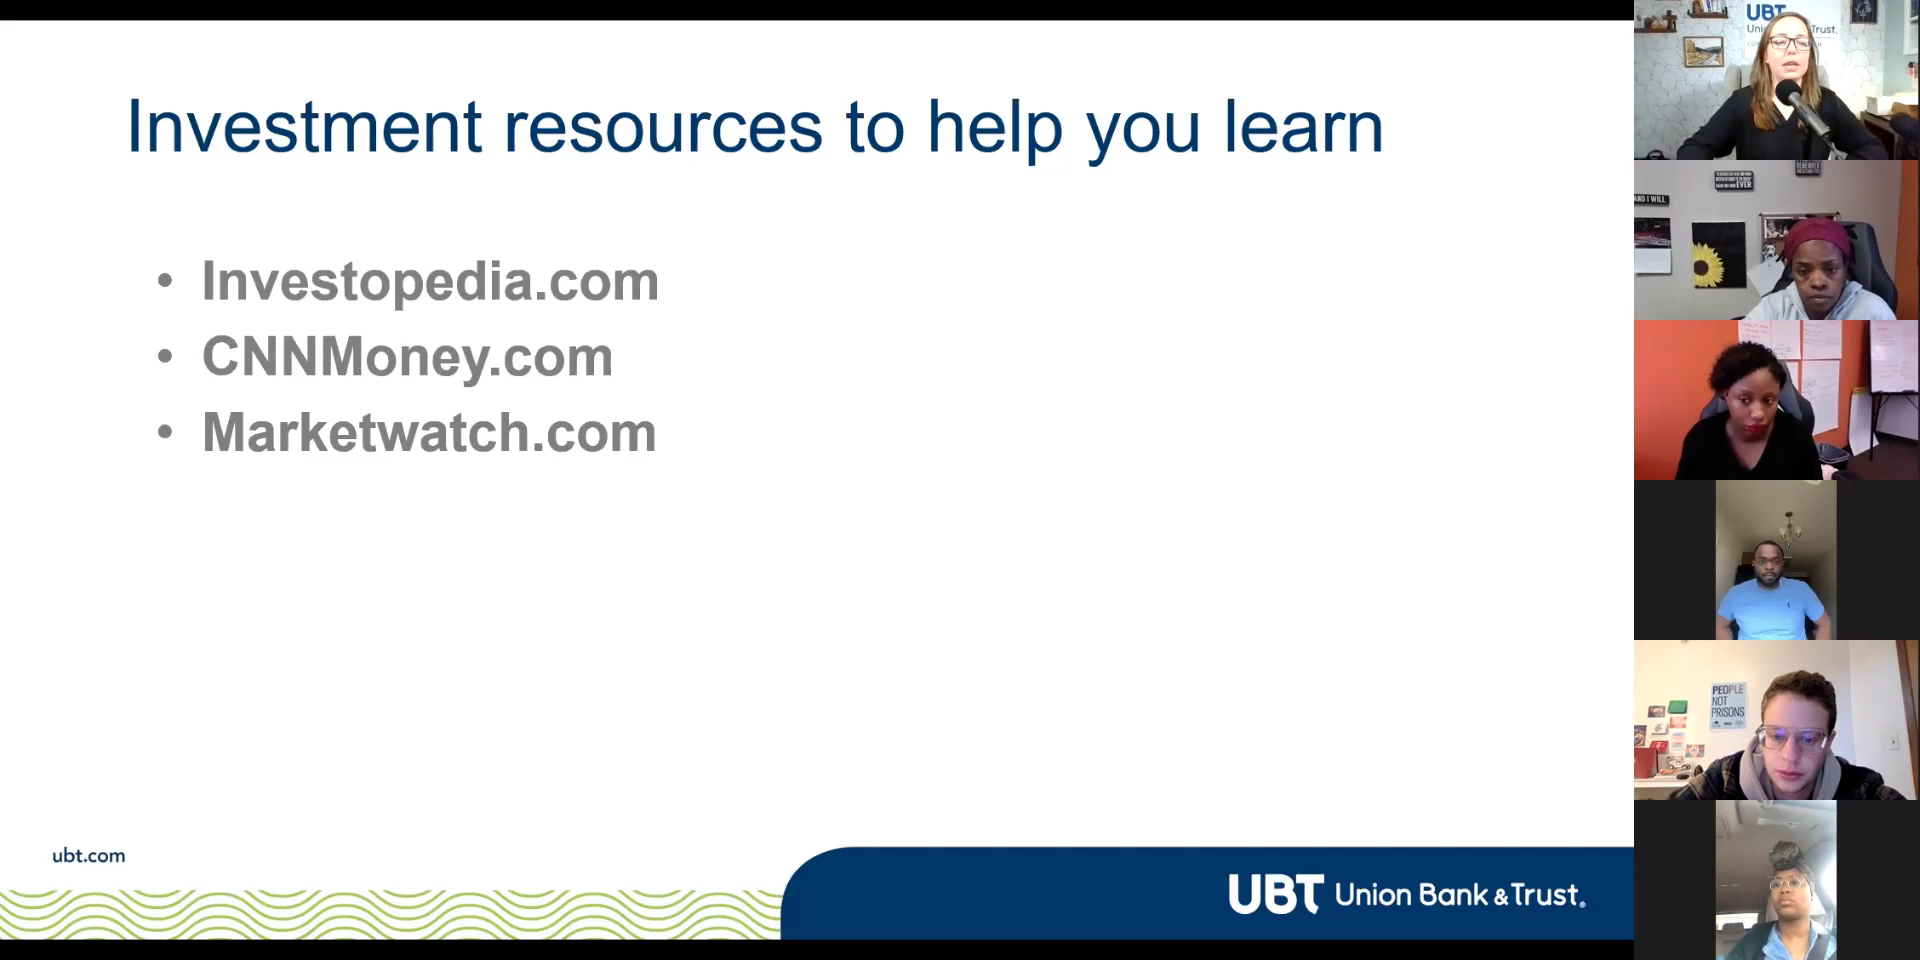 Investment resources to help you learn
• Investopedia.com
• CNNMoney.com
• Marketwatch.com
ubt.com
UBT Union Bank & Trust®
UBT
AND I WILL
EVER
REMEMBER
PEOPLE
NOT
PRISONS